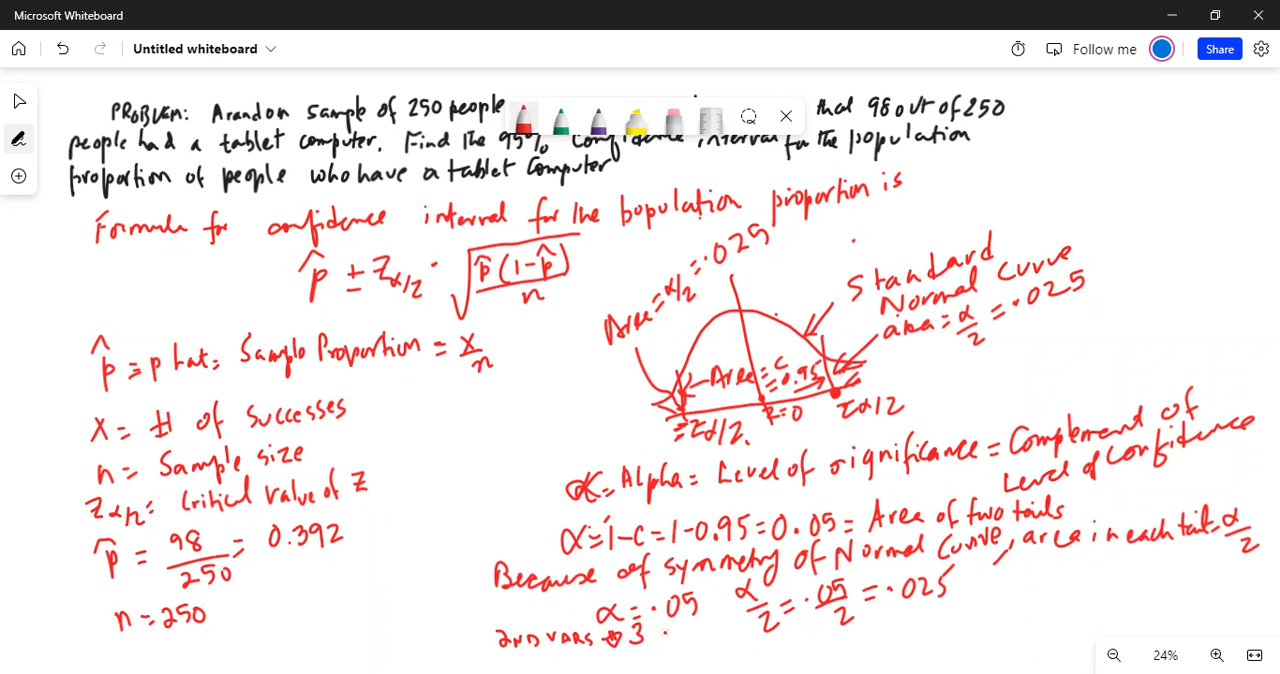 Microsoft Whiteboard
Untitled whiteboard
Follow me
Share
PROBLEM: A random sample of 250 people that 98 out of 250
people had a tablet computer. Find the 95% confidence interval for the population
proportion of people who have a tablet computer
Formula for confidence interval for the population proportion is
p̂ ± Zα/2 · √(p̂(1-p̂)/n)
Area = α/2 = .025
Standard
Normal Curve
area = α/2 = .025
Area = C
= 0.95
-Zα/2
Z=0
Zα/2
p̂ = p hat = Sample Proportion = X/n
X = # of successes
n = Sample size
Zα/2 = Critical value of Z
p̂ = 98/250 = 0.392
n = 250
α = Alpha = Level of significance = Complement of
Level of confidence
α = 1-C = 1-0.95 = 0.05 = Area of two tails
Because of symmetry of Normal Curve, area in each tail = α/2
α = .05 α/2 = .05/2 = .025
2ND VARS → 3
24%